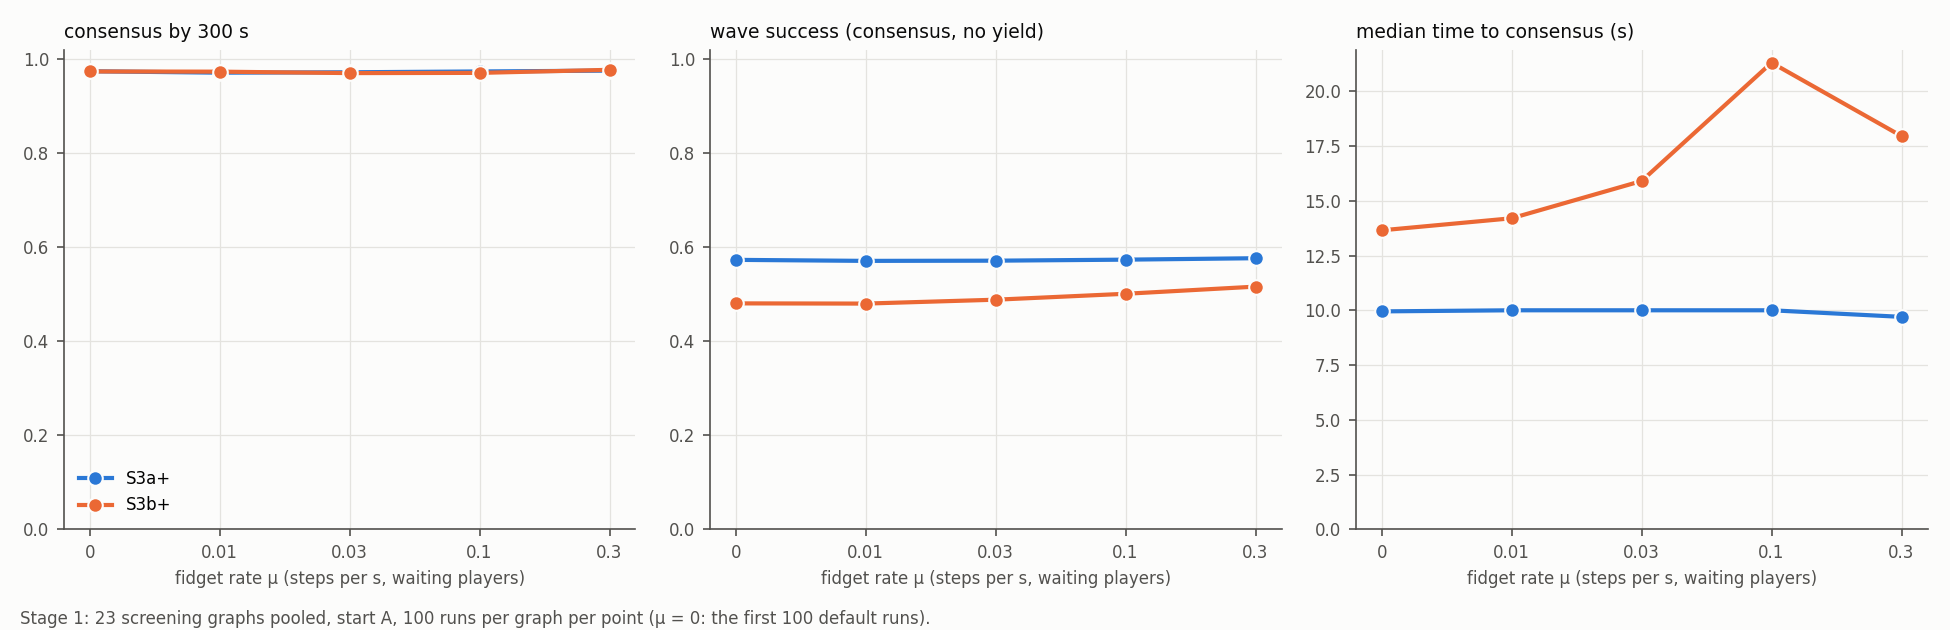 consensus by 300 s
1.0
0.8
0.6
0.4
0.2
0.0
S3a+
S3b+
0 0.01 0.03 0.1 0.3
fidget rate μ (steps per s, waiting players)
wave success (consensus, no yield)
1.0
0.8
0.6
0.4
0.2
0.0
0 0.01 0.03 0.1 0.3
fidget rate μ (steps per s, waiting players)
median time to consensus (s)
20.0
17.5
15.0
12.5
10.0
7.5
5.0
2.5
0.0
0 0.01 0.03 0.1 0.3
fidget rate μ (steps per s, waiting players)
Stage 1: 23 screening graphs pooled, start A, 100 runs per graph per point (μ = 0: the first 100 default runs).